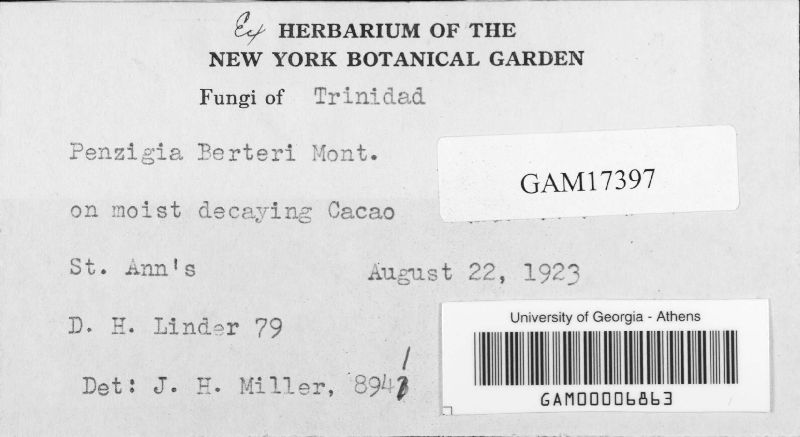 Ex HERBARIUM OF THE
NEW YORK BOTANICAL GARDEN
Fungi of Trinidad
Penzigia Berteri Mont.
GAM17397
on moist decaying Cacao
St. Ann's August 22, 1923
D. H. Linder 79
University of Georgia - Athens
GAM00006863
Det: J. H. Miller, 8941